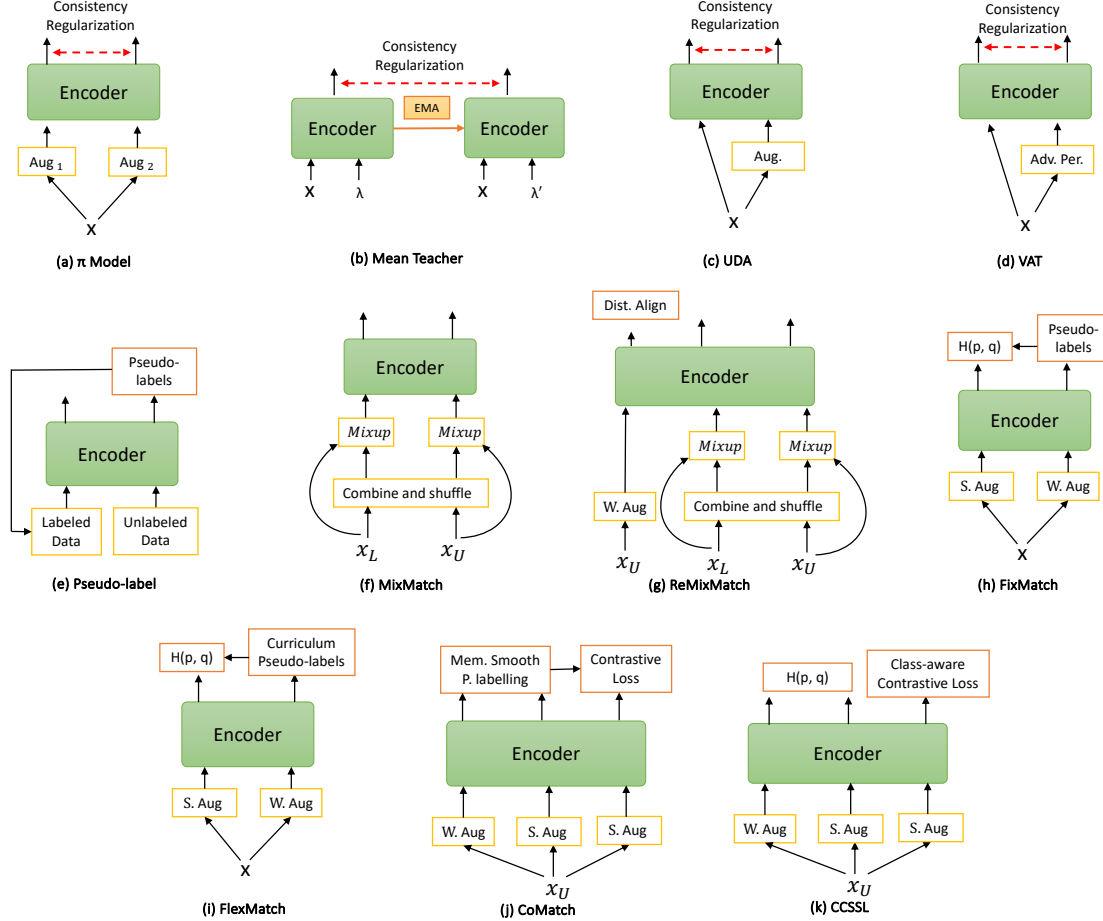 Consistency
Regularization
Encoder
Aug 1
Aug 2
X
(a) π Model
Consistency
Regularization
EMA
Encoder
Encoder
X
λ
X
λ′
(b) Mean Teacher
Consistency
Regularization
Encoder
Aug.
X
(c) UDA
Consistency
Regularization
Encoder
Adv. Per.
X
(d) VAT
Pseudo-
labels
Encoder
Labeled
Data
Unlabeled
Data
(e) Pseudo-label
Encoder
Mixup
Mixup
Combine and shuffle
x_L
x_U
(f) MixMatch
Dist. Align
Encoder
Mixup
Mixup
W. Aug
Combine and shuffle
x_U
x_L
x_U
(g) ReMixMatch
H(p, q)
Pseudo-
labels
Encoder
S. Aug
W. Aug
X
(h) FixMatch
H(p, q)
Curriculum
Pseudo-labels
Encoder
S. Aug
W. Aug
X
(i) FlexMatch
Mem. Smooth
P. labelling
Contrastive
Loss
Encoder
W. Aug
S. Aug
S. Aug
x_U
(j) CoMatch
H(p, q)
Class-aware
Contrastive Loss
Encoder
W. Aug
S. Aug
S. Aug
x_U
(k) CCSSL